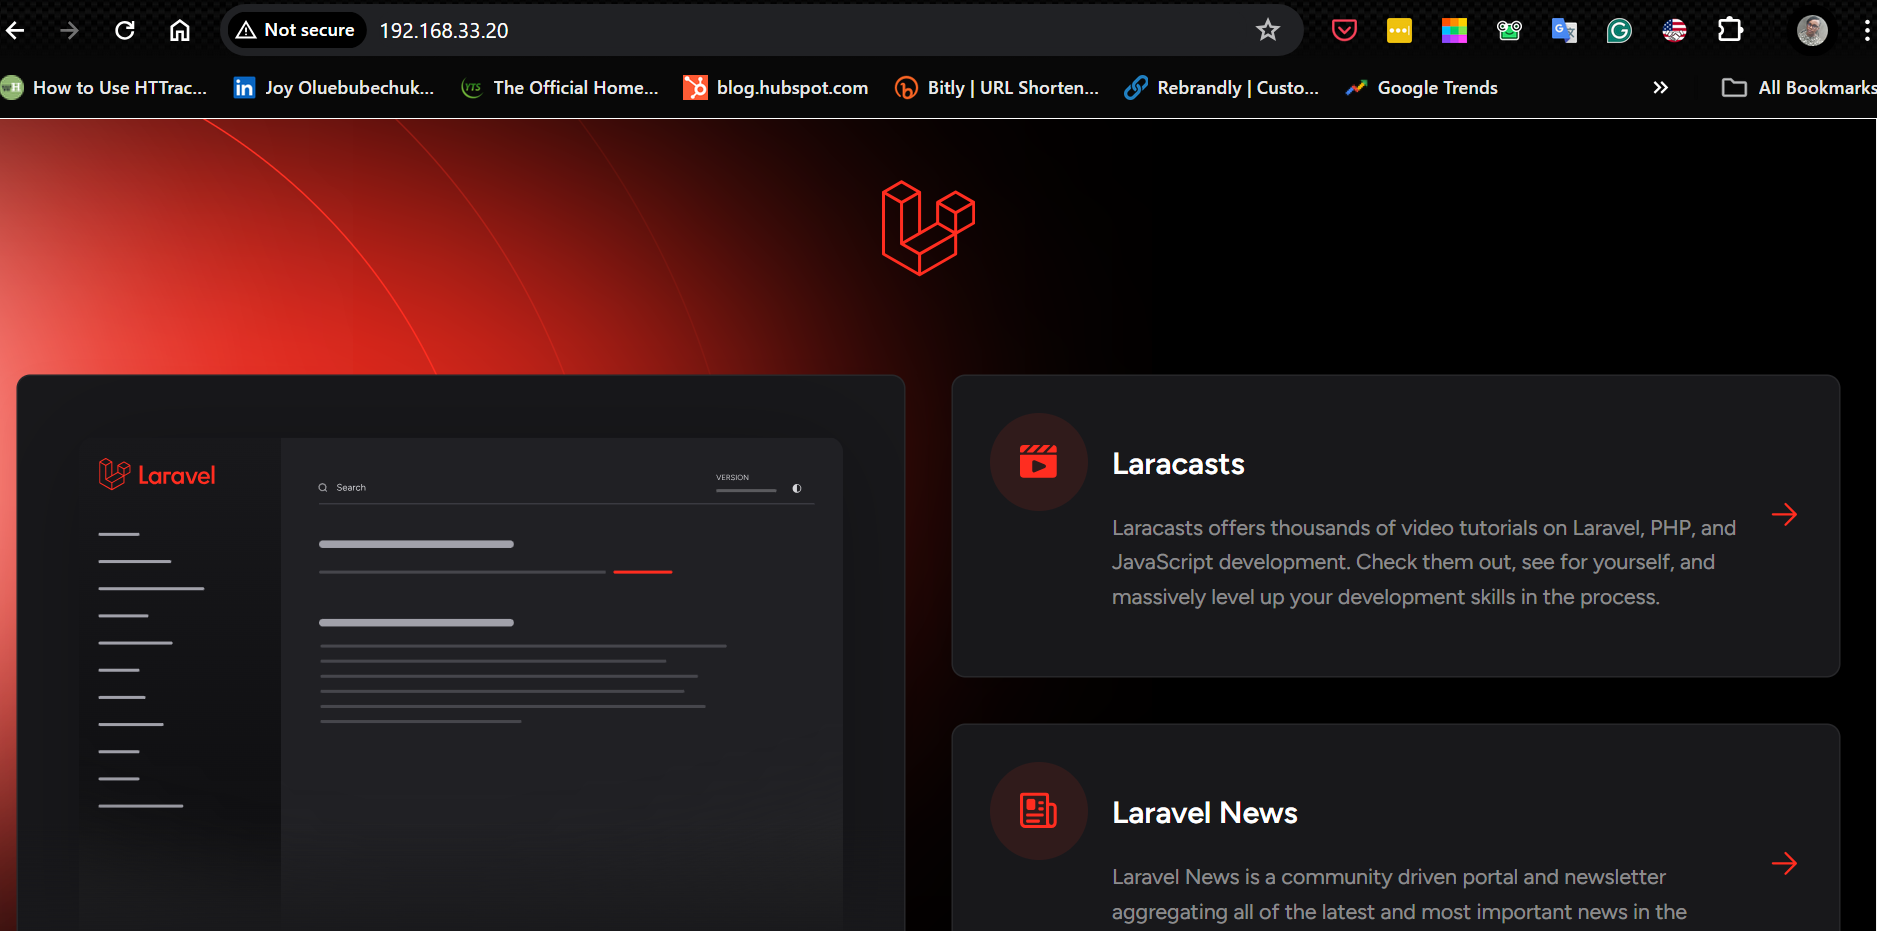 Not secure 192.168.33.20
How to Use HTTrac... Joy Oluebubechuk... The Official Home... blog.hubspot.com Bitly | URL Shorten... Rebrandly | Custo... Google Trends All Bookmarks
Laravel
Search
VERSION
Laracasts
Laracasts offers thousands of video tutorials on Laravel, PHP, and
JavaScript development. Check them out, see for yourself, and
massively level up your development skills in the process.
Laravel News
Laravel News is a community driven portal and newsletter
aggregating all of the latest and most important news in the